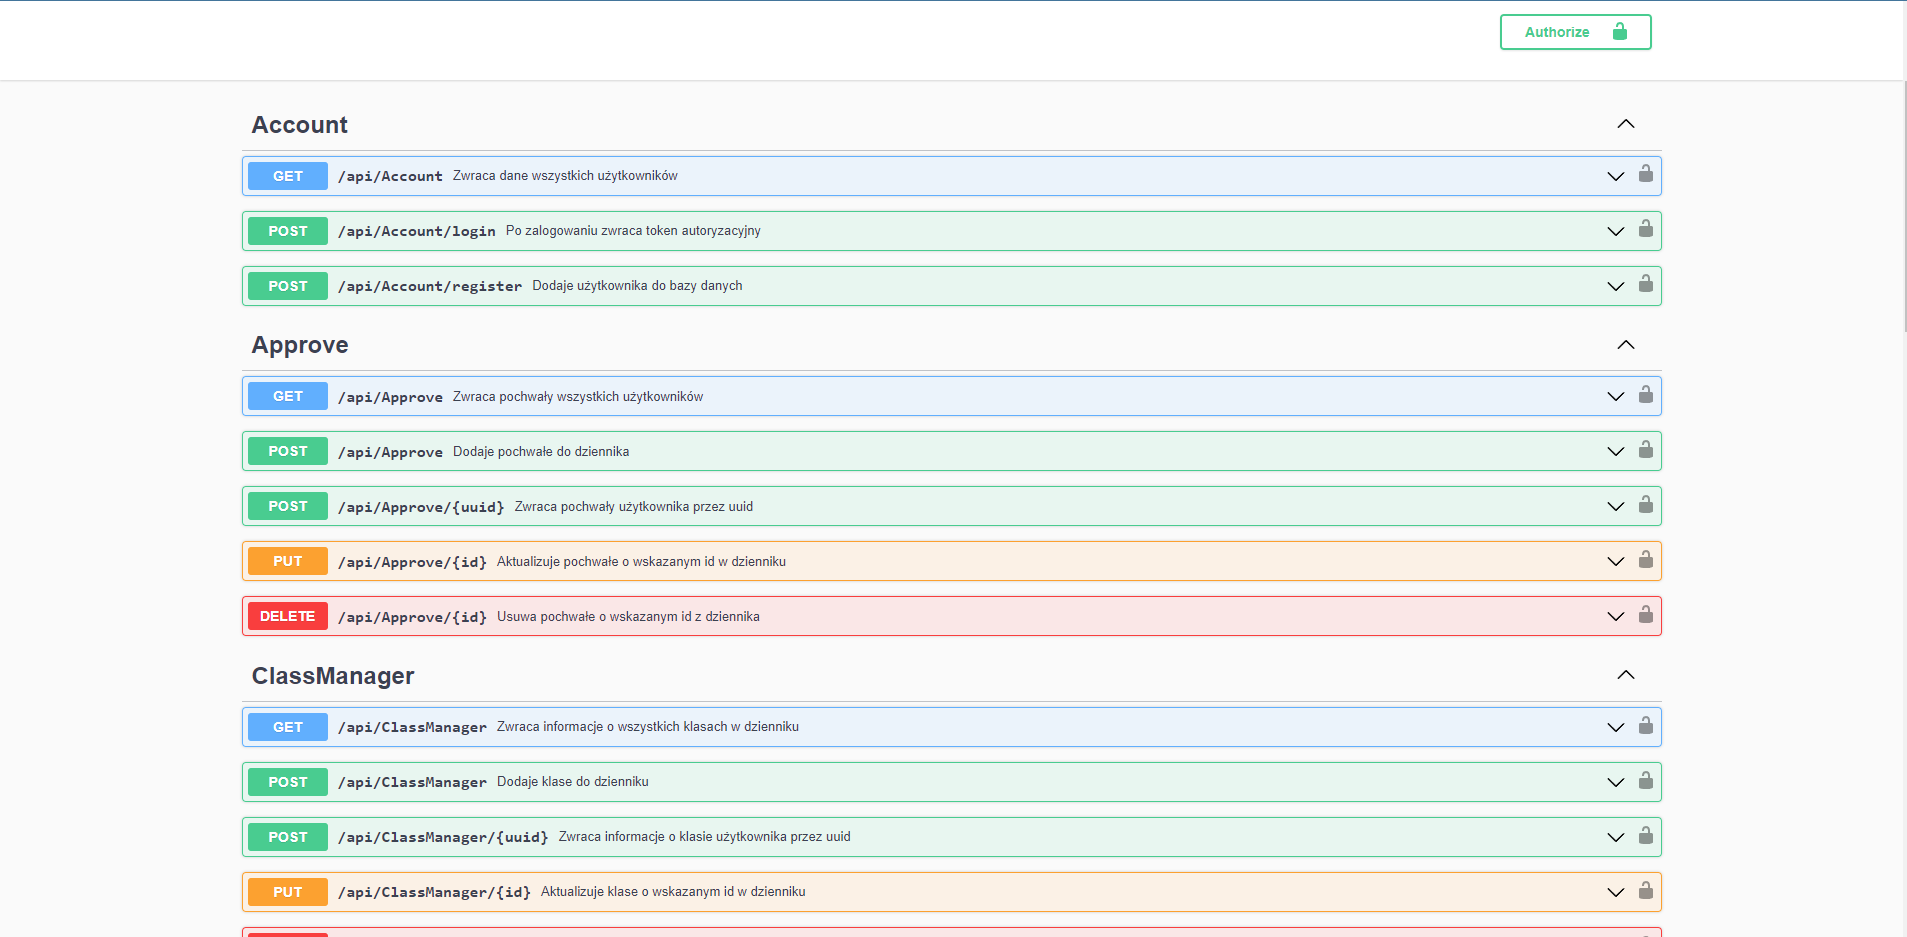 Authorize
Account
GET /api/Account Zwraca dane wszystkich użytkowników
POST /api/Account/login Po zalogowaniu zwraca token autoryzacyjny
POST /api/Account/register Dodaje użytkownika do bazy danych
Approve
GET /api/Approve Zwraca pochwały wszystkich użytkowników
POST /api/Approve Dodaje pochwałe do dziennika
POST /api/Approve/{uuid} Zwraca pochwały użytkownika przez uuid
PUT /api/Approve/{id} Aktualizuje pochwałe o wskazanym id w dzienniku
DELETE /api/Approve/{id} Usuwa pochwałe o wskazanym id z dziennika
ClassManager
GET /api/ClassManager Zwraca informacje o wszystkich klasach w dzienniku
POST /api/ClassManager Dodaje klase do dzienniku
POST /api/ClassManager/{uuid} Zwraca informacje o klasie użytkownika przez uuid
PUT /api/ClassManager/{id} Aktualizuje klase o wskazanym id w dzienniku